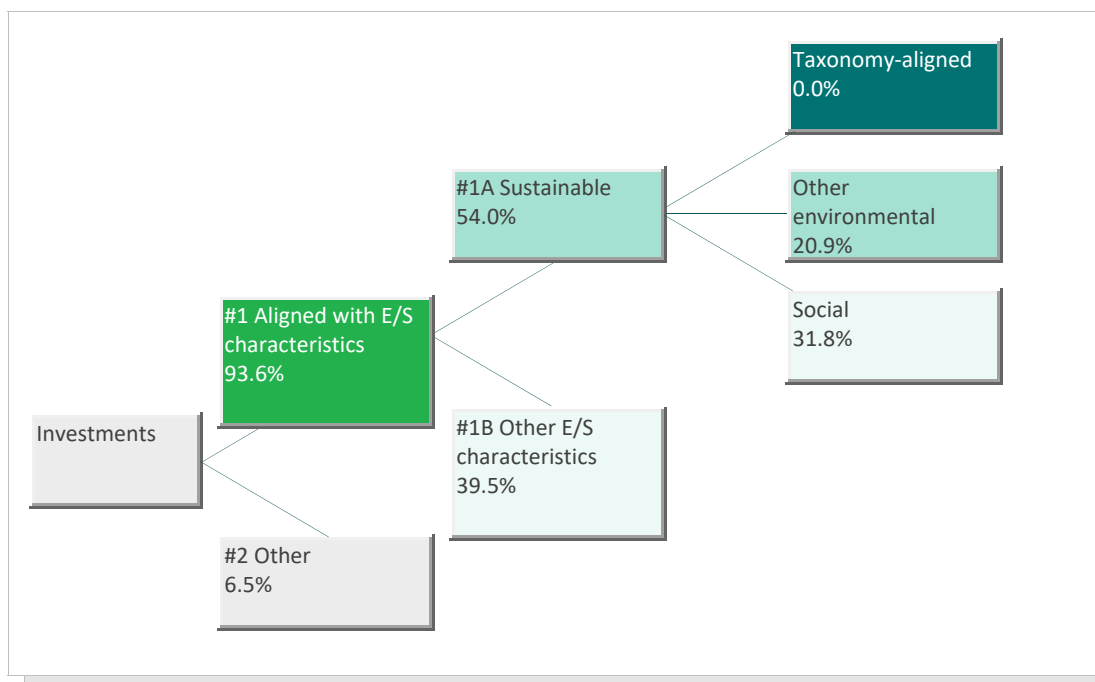 Taxonomy-aligned
0.0%
#1A Sustainable
54.0%
Other
environmental
20.9%
#1 Aligned with E/S
characteristics
93.6%
Social
31.8%
Investments
#1B Other E/S
characteristics
39.5%
#2 Other
6.5%